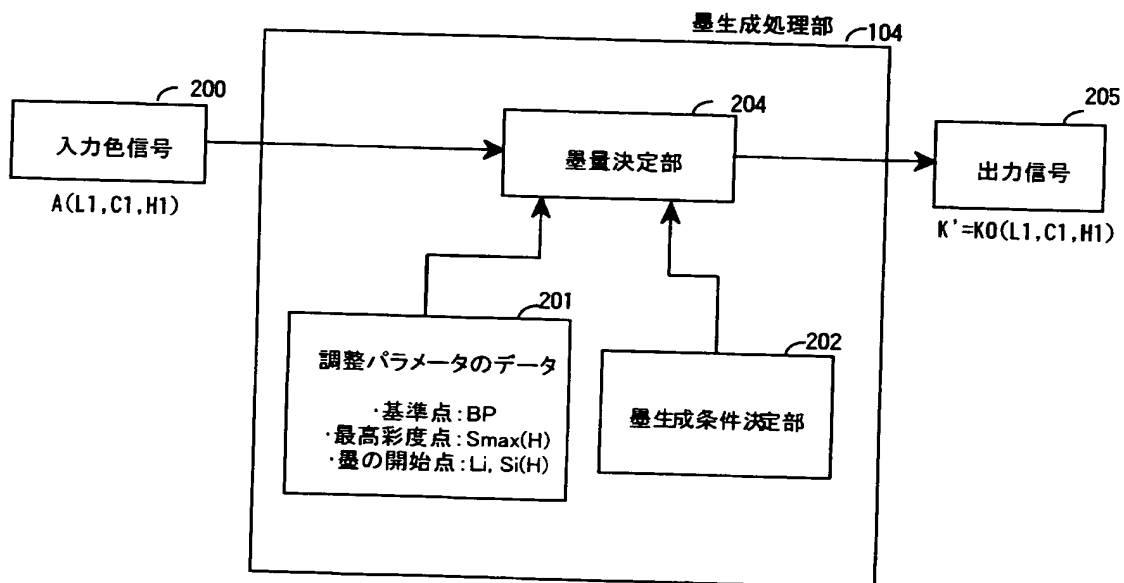 墨生成処理部
104
200
入力色信号
A(L1,C1,H1)
204
墨量決定部
205
出力信号
K'=K0(L1,C1,H1)
201
調整パラメータのデータ
・基準点:BP
・最高彩度点:Smax(H)
・墨の開始点:Li, Si(H)
202
墨生成条件決定部